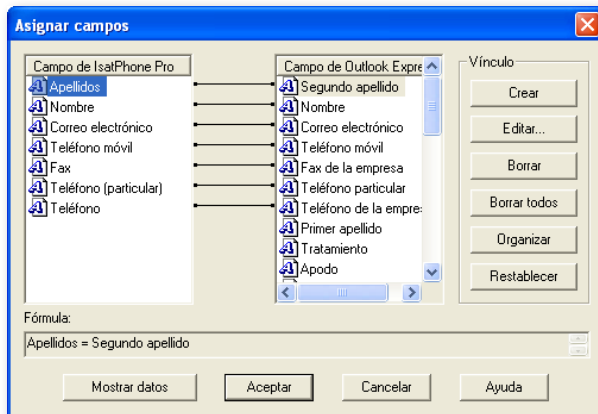 Asignar campos
Campo de IsatPhone Pro
Apellidos
Nombre
Correo electrónico
Teléfono móvil
Fax
Teléfono (particular)
Teléfono
Campo de Outlook Expre
Segundo apellido
Nombre
Correo electrónico
Teléfono móvil
Fax de la empresa
Teléfono particular
Teléfono de la empre
Primer apellido
Tratamiento
Apodo
Vínculo
Crear
Editar...
Borrar
Borrar todos
Organizar
Restablecer
Fórmula:
Apellidos = Segundo apellido
Mostrar datos Aceptar Cancelar Ayuda